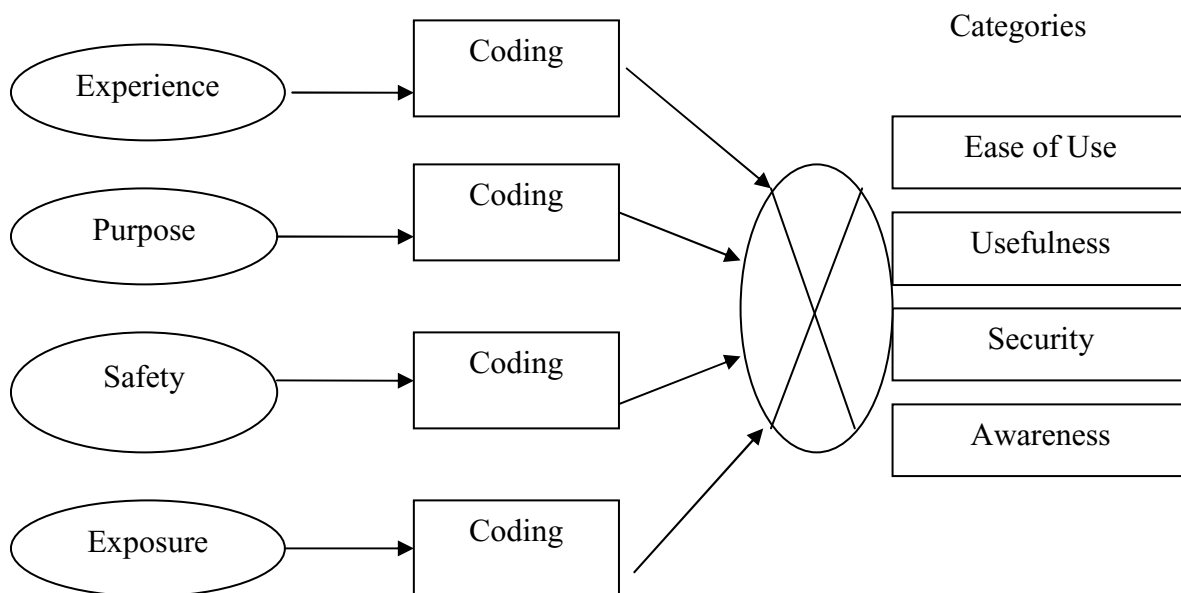 Categories
Experience
Coding
Ease of Use
Purpose
Coding
Usefulness
Safety
Coding
Security
Awareness
Exposure
Coding